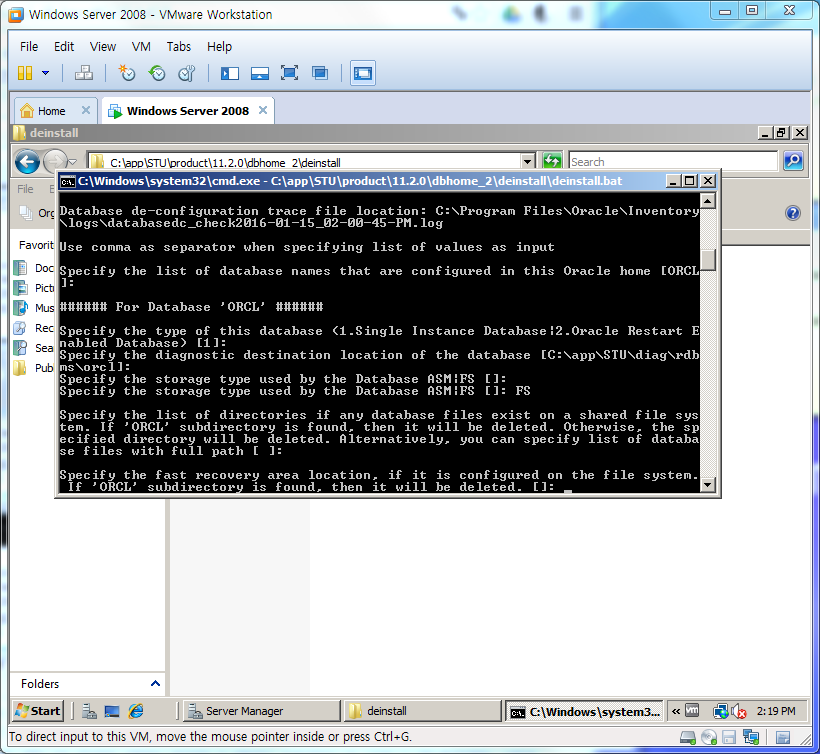 Windows Server 2008 - VMware Workstation
File Edit View VM Tabs Help
Home
Windows Server 2008
deinstall
C:\app\STU\product\11.2.0\dbhome_2\deinstall
Search
File
Org
C:\Windows\system32\cmd.exe - C:\app\STU\product\11.2.0\dbhome_2\deinstall\deinstall.bat
Database de-configuration trace file location: C:\Program Files\Oracle\Inventory
\logs\databasedc_check2016-01-15_02-00-45-PM.log
Use comma as separator when specifying list of values as input
Specify the list of database names that are configured in this Oracle home [ORCL
]:
###### For Database 'ORCL' ######
Specify the type of this database (1.Single Instance Database|2.Oracle Restart E
nabled Database) [1]:
Specify the diagnostic destination location of the database [C:\app\STU\diag\rdb
ms\orcl]:
Specify the storage type used by the Database ASM|FS []:
Specify the storage type used by the Database ASM|FS []: FS
Specify the list of directories if any database files exist on a shared file sys
tem. If 'ORCL' subdirectory is found, then it will be deleted. Otherwise, the sp
ecified directory will be deleted. Alternatively, you can specify list of databa
se files with full path [ ]:
Specify the fast recovery area location, if it is configured on the file system.
If 'ORCL' subdirectory is found, then it will be deleted. []: _
Favorit
Doc
Pict
Mus
Rec
Sea
Pub
Folders
Start
Server Manager
deinstall
C:\Windows\system3...
2:19 PM
To direct input to this VM, move the mouse pointer inside or press Ctrl+G.